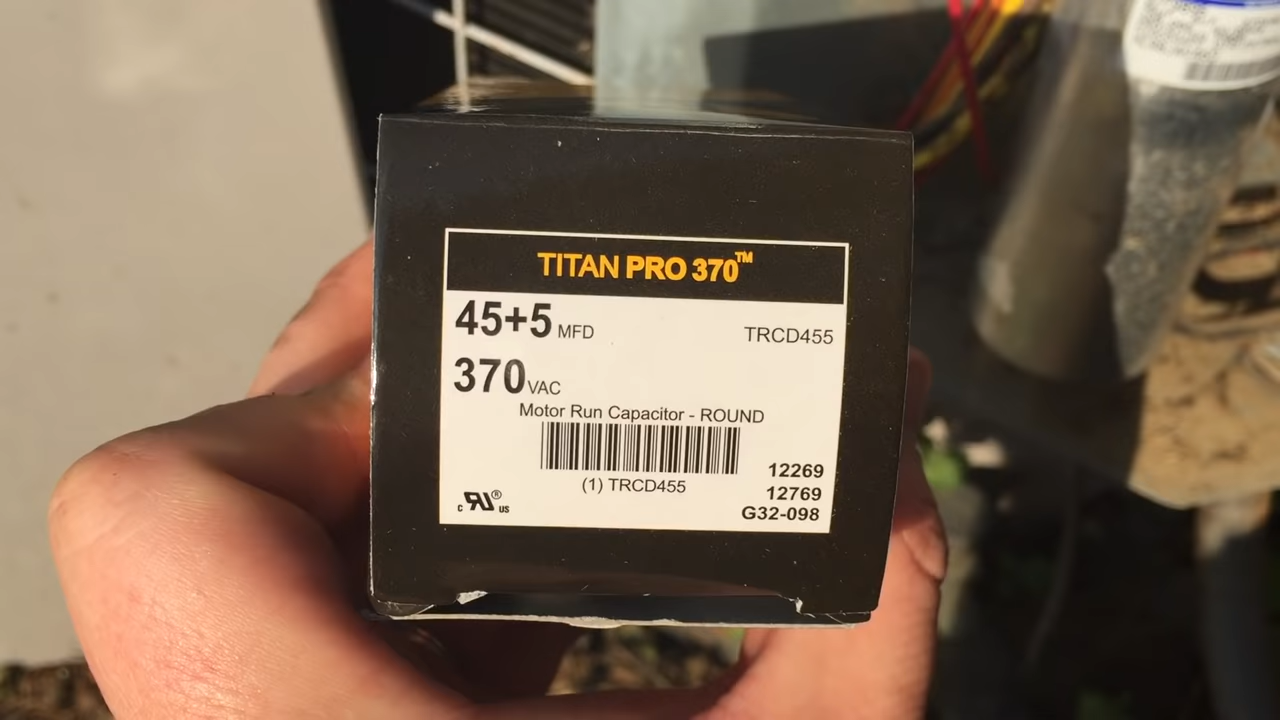 TITAN PRO 370™
45+5 MFD
TRCD455
370 VAC
Motor Run Capacitor - ROUND
(1) TRCD455
12269
12769
G32-098
c RU® US